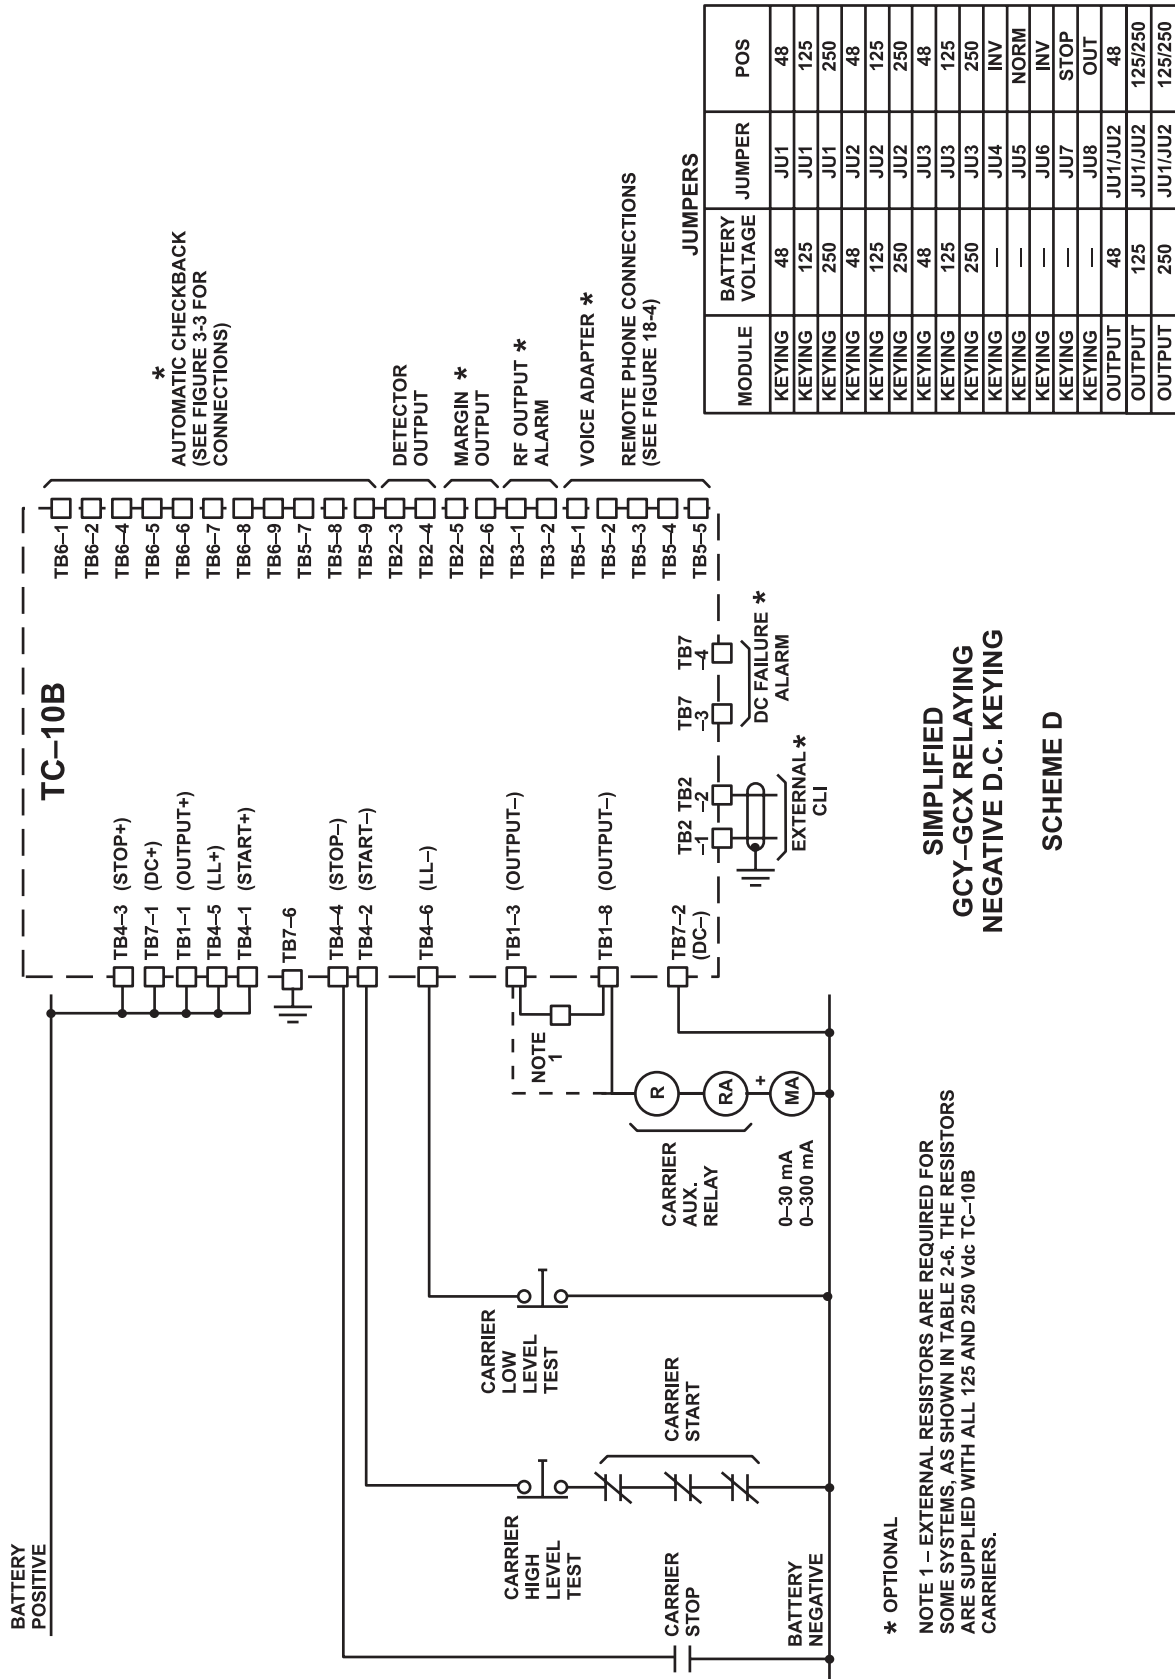 BATTERY
POSITIVE
TC–10B
TB4–3 (STOP+)
TB7–1 (DC+)
TB1–1 (OUTPUT+)
TB4–5 (LL+)
TB4–1 (START+)
TB7–6
TB4–4 (STOP–)
TB4–2 (START–)
TB4–6 (LL–)
TB1–3 (OUTPUT–)
TB1–8 (OUTPUT–)
TB7–2
(DC–)
TB6–1
TB6–2
TB6–4
TB6–5
TB6–6
TB6–7
TB6–8
TB6–9
TB5–7
TB5–8
TB5–9
TB2–3
TB2–4
TB2–5
TB2–6
TB3–1
TB3–2
TB5–1
TB5–2
TB5–3
TB5–4
TB5–5
*
AUTOMATIC CHECKBACK
(SEE FIGURE 3-3 FOR
CONNECTIONS)
DETECTOR
OUTPUT
MARGIN *
OUTPUT
RF OUTPUT *
ALARM
VOICE ADAPTER *
REMOTE PHONE CONNECTIONS
(SEE FIGURE 18-4)
TB2
–1
TB2
–2
TB7
–3
TB7
–4
EXTERNAL *
CLI
DC FAILURE *
ALARM
NOTE
1
R
RA
+
MA
CARRIER
AUX.
RELAY
0–30 mA
0–300 mA
CARRIER
LOW
LEVEL
TEST
CARRIER
HIGH
LEVEL
TEST
CARRIER
START
CARRIER
STOP
BATTERY
NEGATIVE
* OPTIONAL
NOTE 1 – EXTERNAL RESISTORS ARE REQUIRED FOR
SOME SYSTEMS, AS SHOWN IN TABLE 2-6. THE RESISTORS
ARE SUPPLIED WITH ALL 125 AND 250 Vdc TC–10B
CARRIERS.
SIMPLIFIED
GCY–GCX RELAYING
NEGATIVE D.C. KEYING
SCHEME D
JUMPERS
MODULE BATTERY VOLTAGE JUMPER POS
KEYING 48 JU1 48
KEYING 125 JU1 125
KEYING 250 JU1 250
KEYING 48 JU2 48
KEYING 125 JU2 125
KEYING 250 JU2 250
KEYING 48 JU3 48
KEYING 125 JU3 125
KEYING 250 JU3 250
KEYING — JU4 INV
KEYING — JU5 NORM
KEYING — JU6 INV
KEYING — JU7 STOP
KEYING — JU8 OUT
OUTPUT 48 JU1/JU2 48
OUTPUT 125 JU1/JU2 125/250
OUTPUT 250 JU1/JU2 125/250